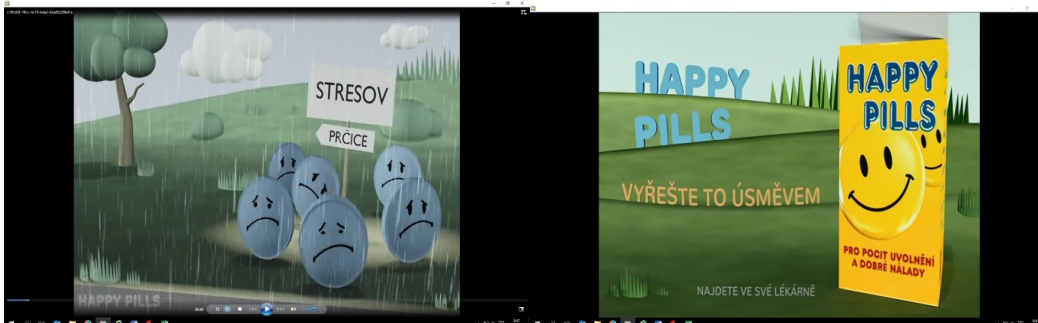 STRESOV
PRČICE
HAPPY PILLS
HAPPY
PILLS
VYŘEŠTE TO ÚSMĚVEM
NAJDETE VE SVÉ LÉKÁRNĚ
HAPPY
PILLS
PRO POCIT UVOLNĚNÍ
A DOBRÉ NÁLADY